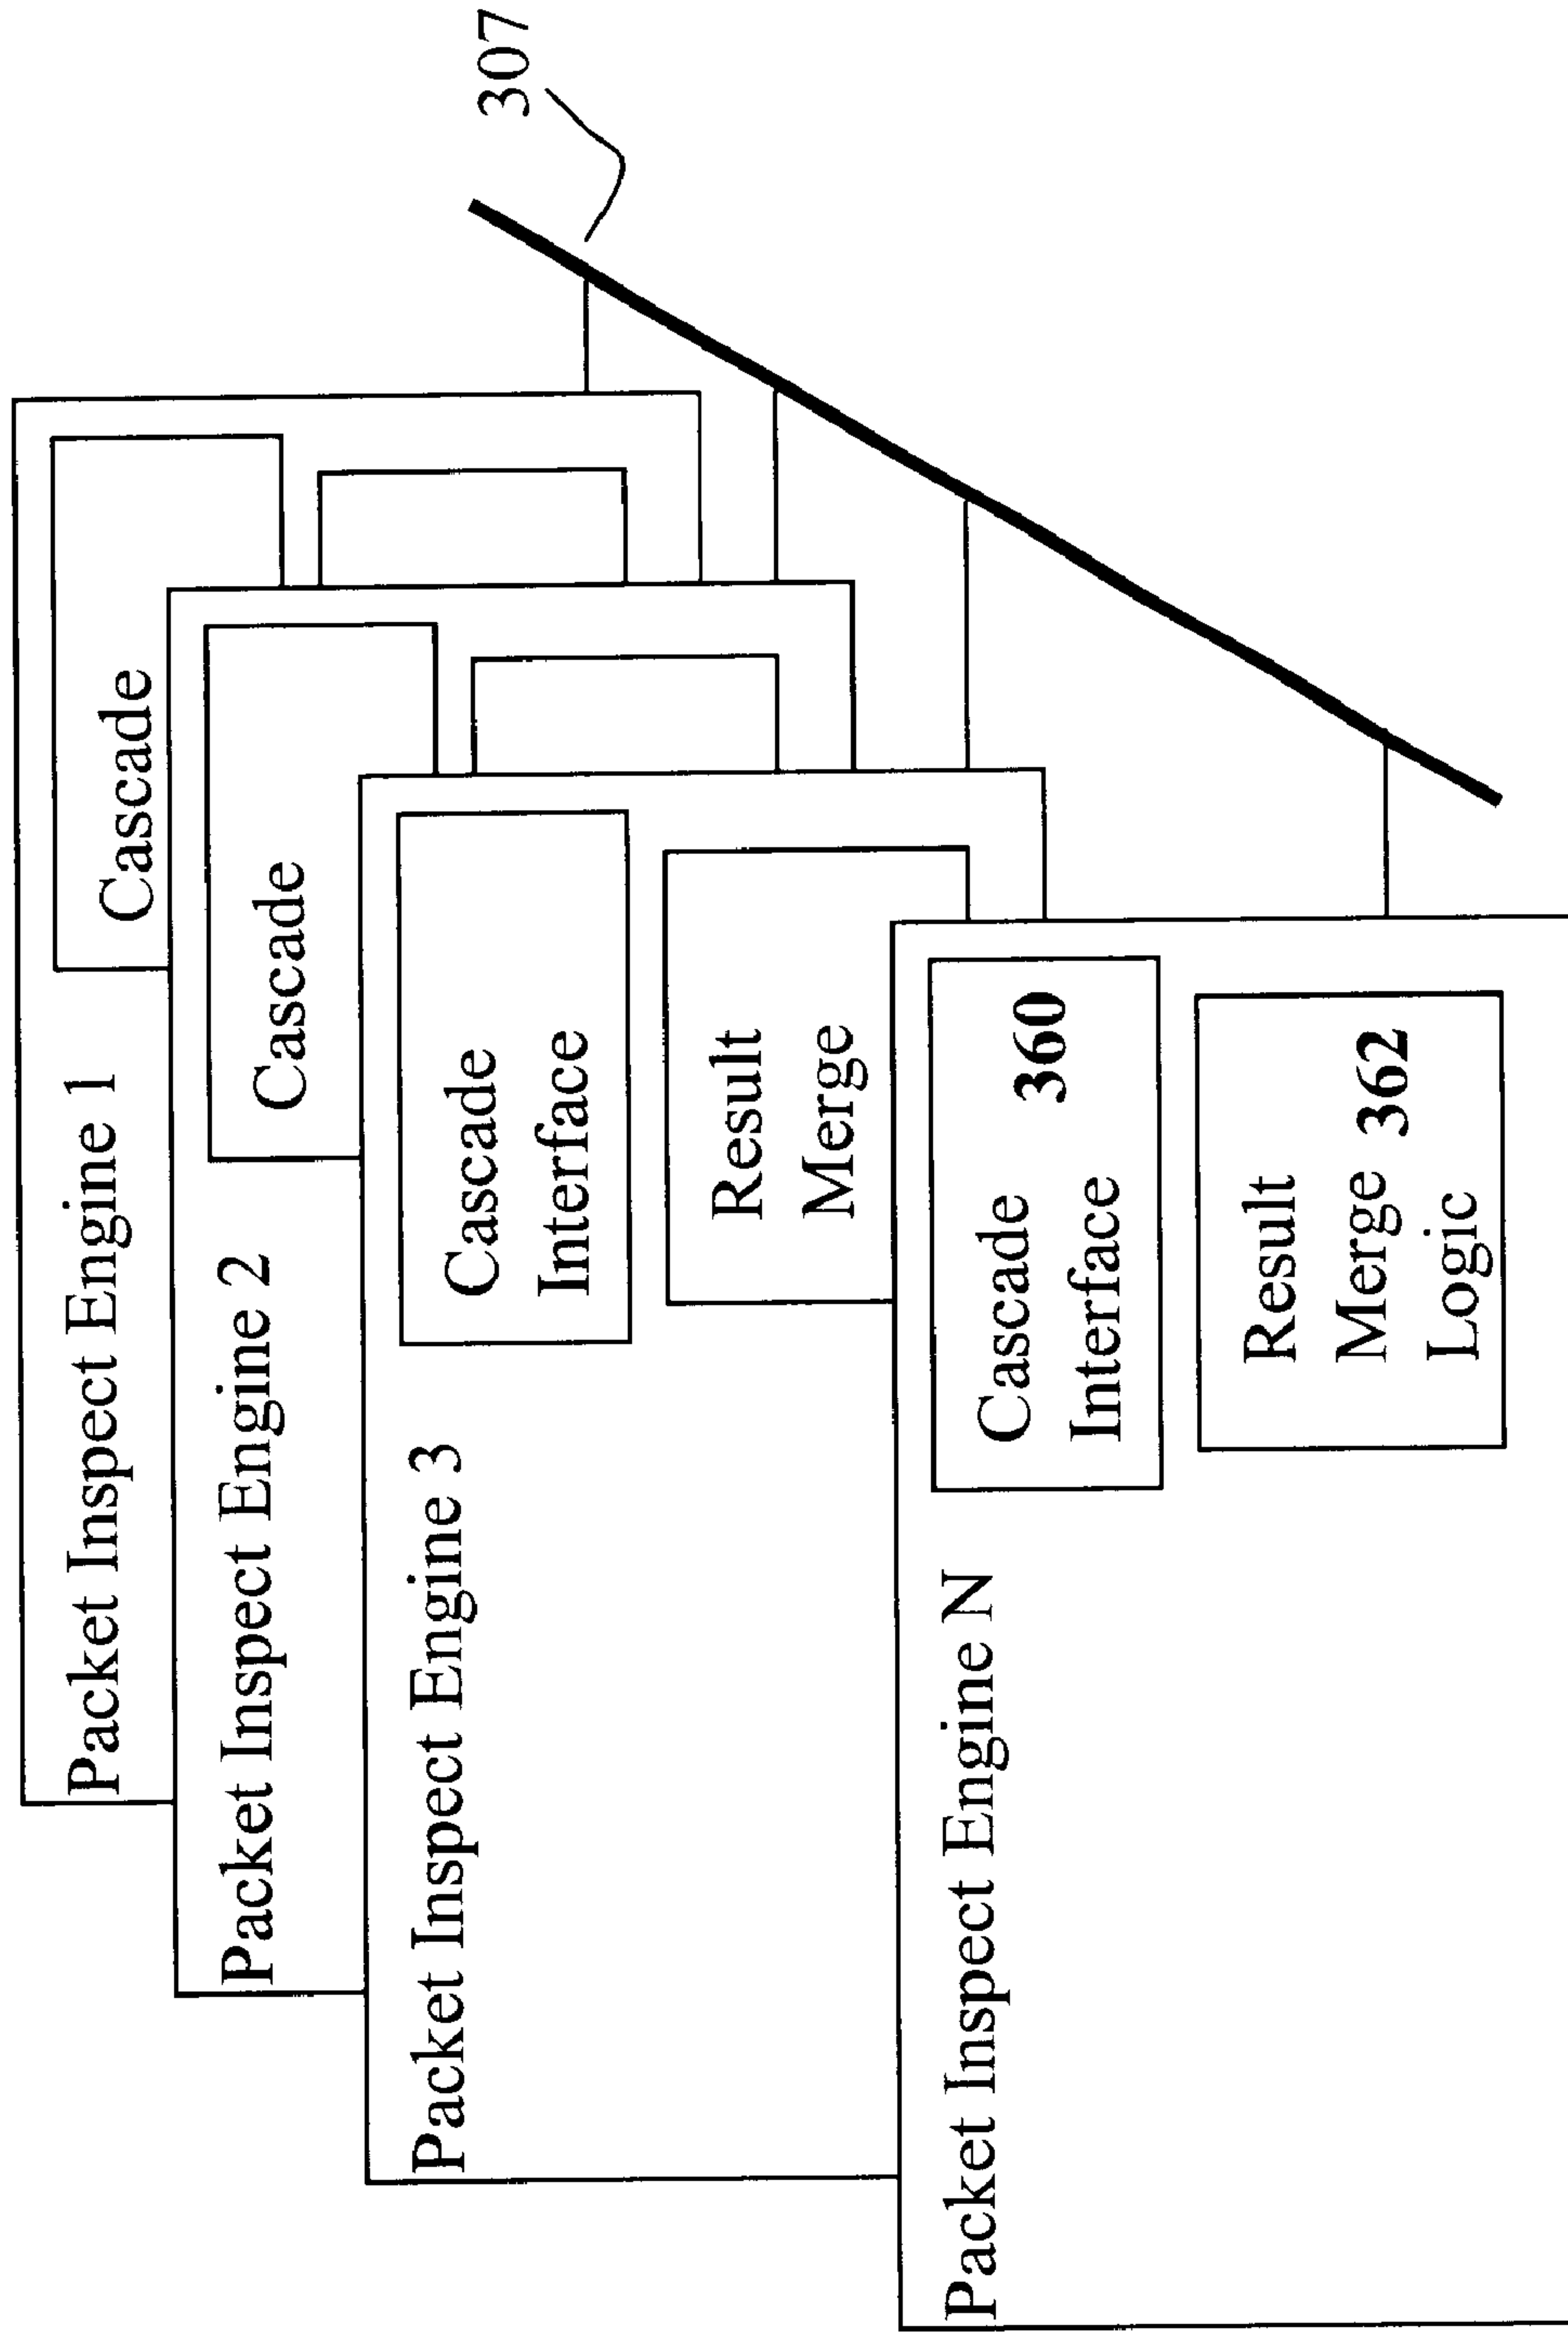 Packet Inspect Engine 1
Cascade
307
Packet Inspect Engine 2
Cascade
Packet Inspect Engine 3
Cascade
Interface
Result
Merge
Packet Inspect Engine N
Cascade
360
Interface
Result
Merge 362
Logic